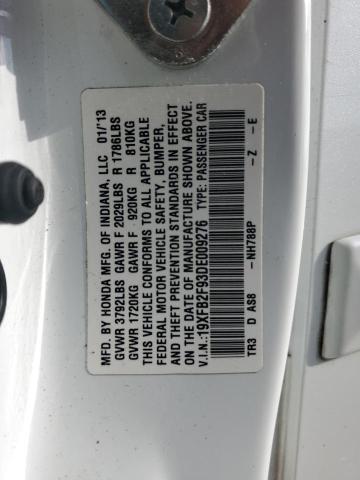 MFD. BY HONDA MFG. OF INDIANA, LLC 01/'13
GVWR 3792LBS GAWR F 2029LBS R 1786LBS
GVWR 1720KG GAWR F 920KG R 810KG
THIS VEHICLE CONFORMS TO ALL APPLICABLE
FEDERAL MOTOR VEHICLE SAFETY, BUMPER,
AND THEFT PREVENTION STANDARDS IN EFFECT
ON THE DATE OF MANUFACTURE SHOWN ABOVE.
V.I.N.:19XFB2F93DE009276 TYPE: PASSENGER CAR
TR3 D AS8 -NH788P -Z -E